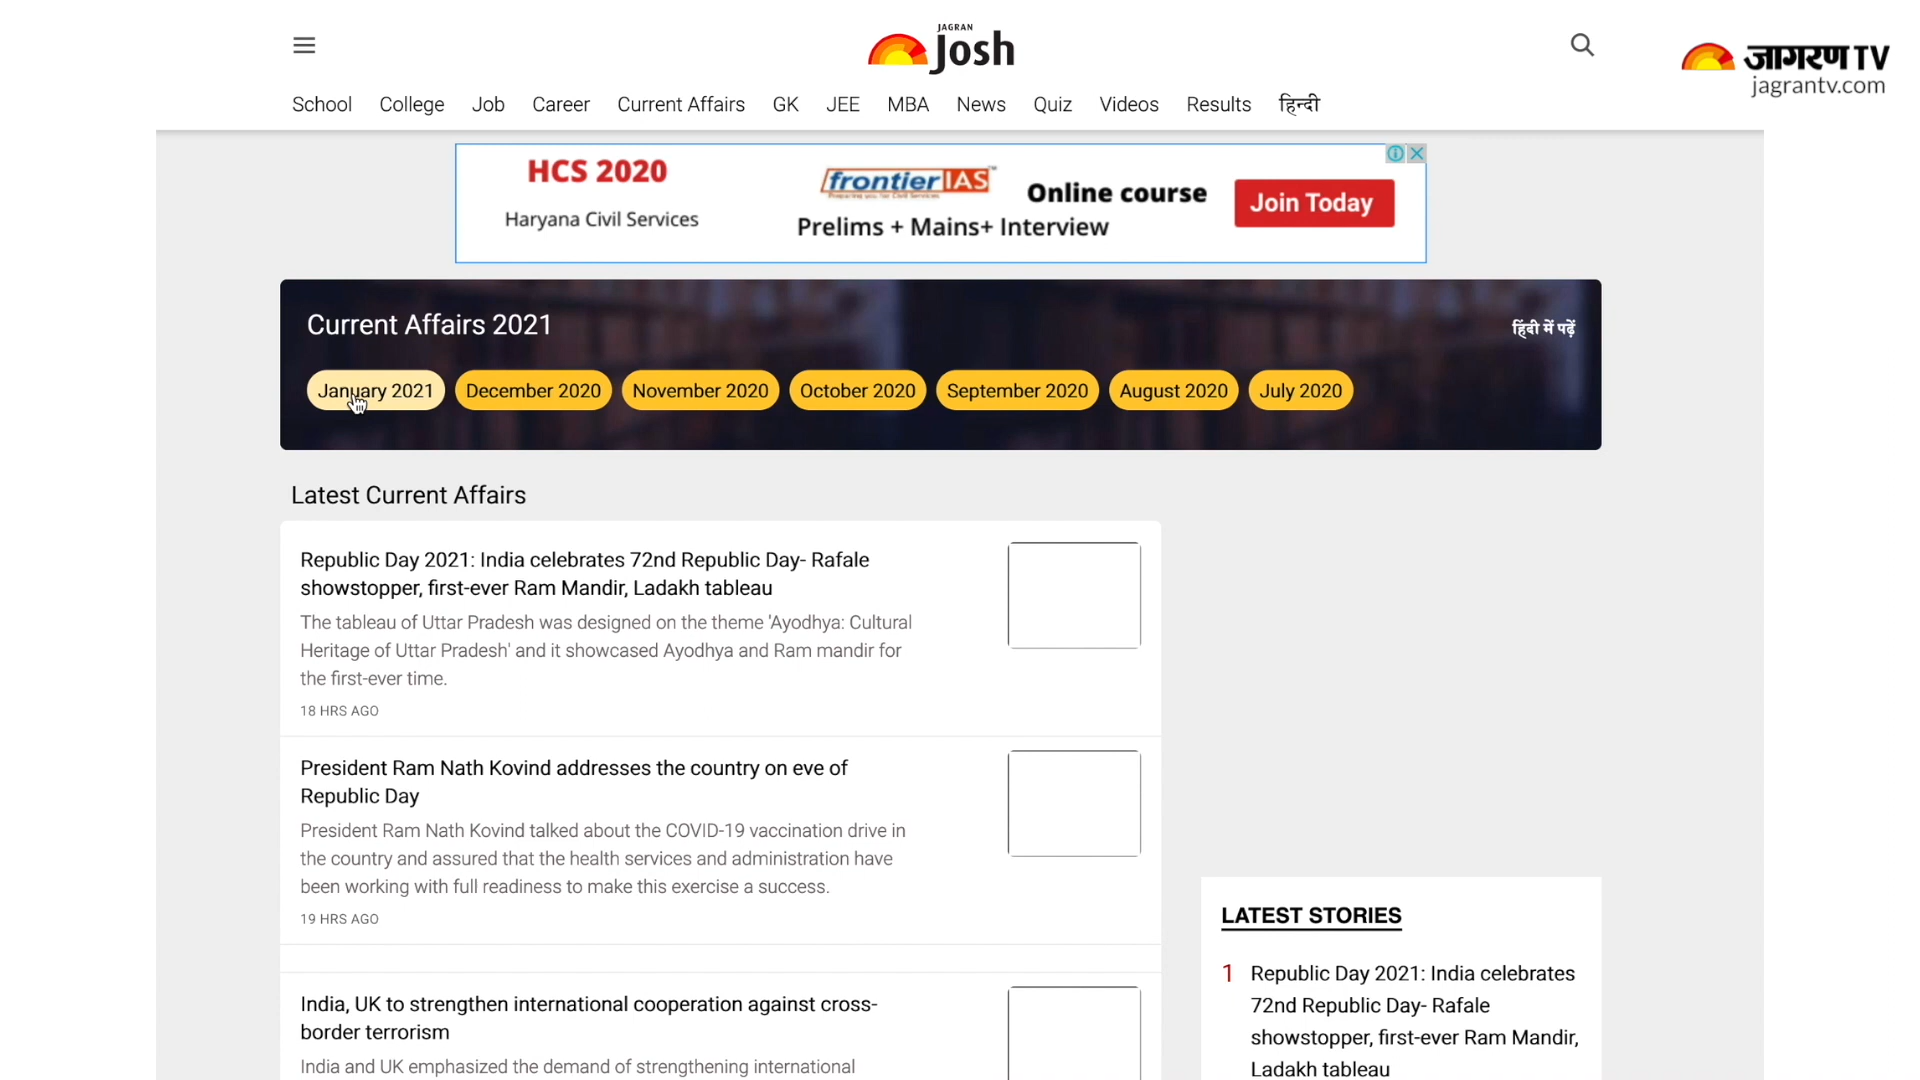 JAGRAN
Josh
जागरण TV
jagrantv.com
School College Job Career Current Affairs GK JEE MBA News Quiz Videos Results हिन्दी
HCS 2020
Haryana Civil Services
frontier IAS
Preparing you for Civil Services
Online course
Prelims + Mains+ Interview
Join Today
Current Affairs 2021
हिंदी में पढ़ें
January 2021 December 2020 November 2020 October 2020 September 2020 August 2020 July 2020
Latest Current Affairs
Republic Day 2021: India celebrates 72nd Republic Day- Rafale
showstopper, first-ever Ram Mandir, Ladakh tableau
The tableau of Uttar Pradesh was designed on the theme 'Ayodhya: Cultural
Heritage of Uttar Pradesh' and it showcased Ayodhya and Ram mandir for
the first-ever time.
18 HRS AGO
President Ram Nath Kovind addresses the country on eve of
Republic Day
President Ram Nath Kovind talked about the COVID-19 vaccination drive in
the country and assured that the health services and administration have
been working with full readiness to make this exercise a success.
19 HRS AGO
India, UK to strengthen international cooperation against cross-
border terrorism
India and UK emphasized the demand of strengthening international
LATEST STORIES
1 Republic Day 2021: India celebrates
72nd Republic Day- Rafale
showstopper, first-ever Ram Mandir,
Ladakh tableau